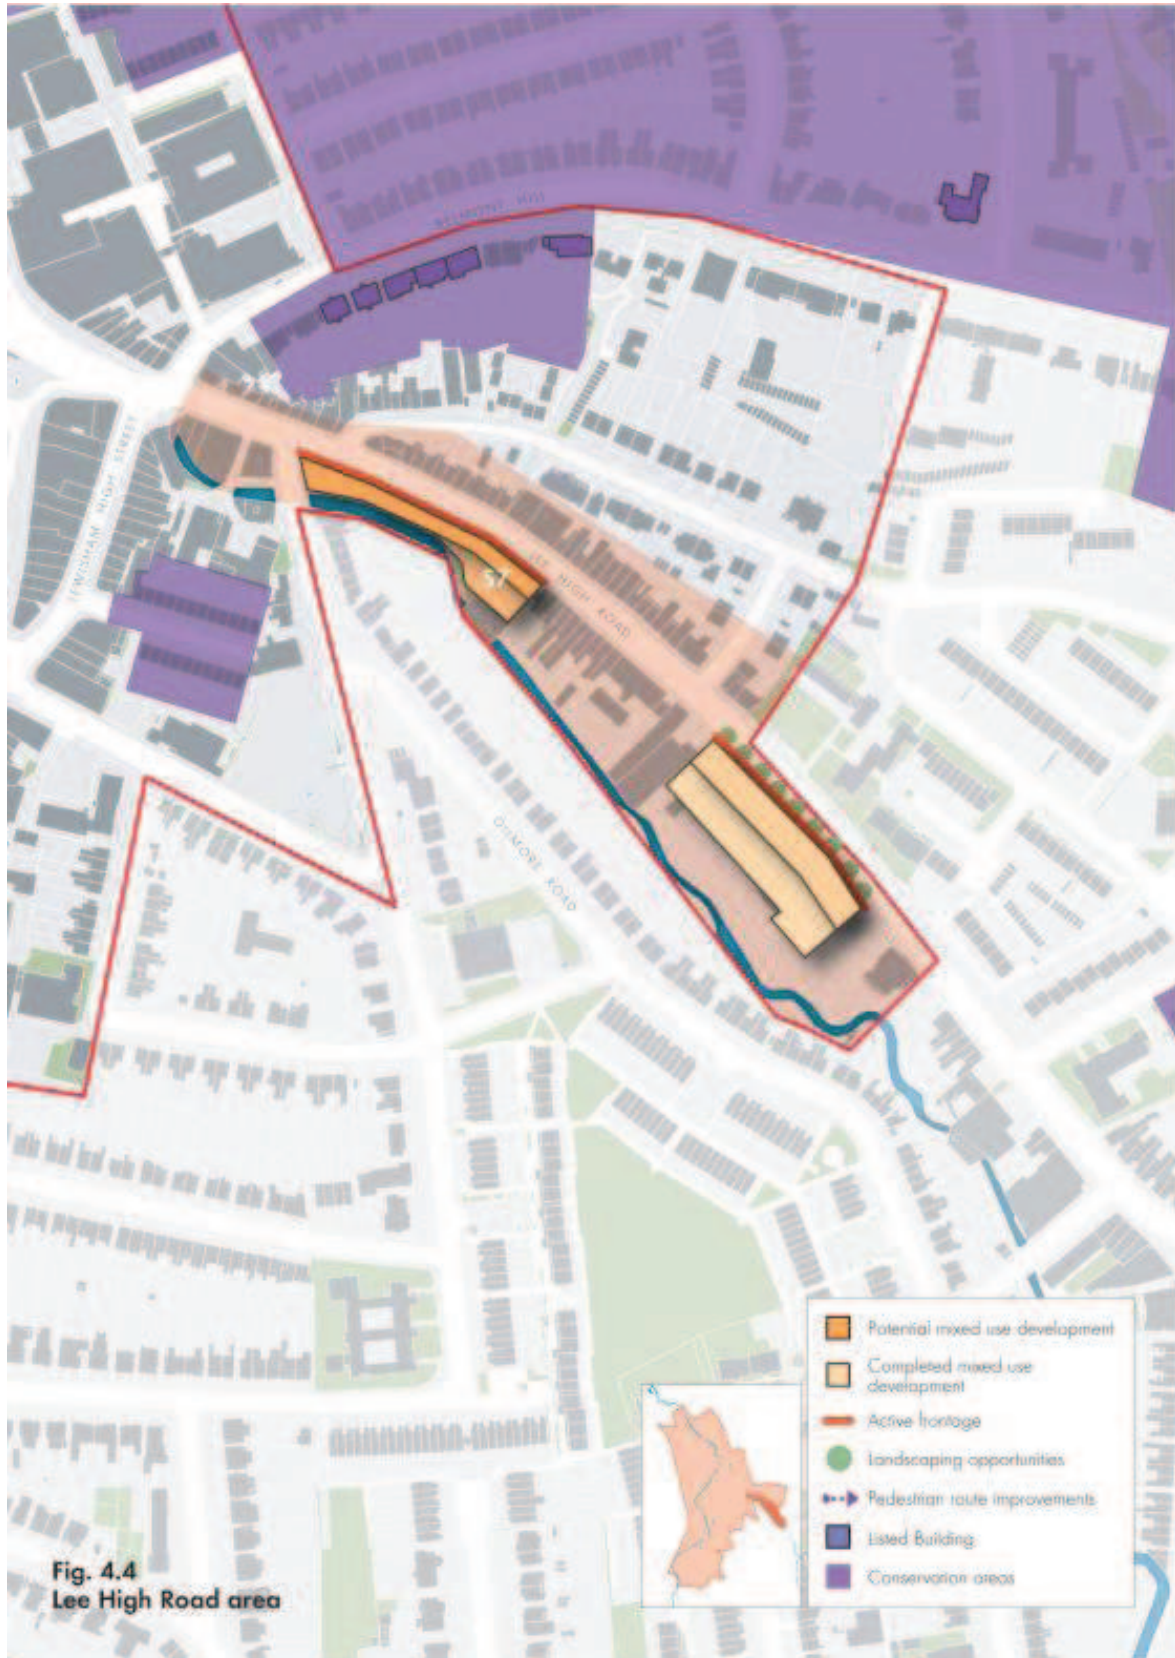 BELMONT HILL
LEWISHAM HIGH STREET
S7
LEE HIGH ROAD
GILMORE ROAD
Potential mixed use development
Completed mixed use
development
Active frontage
Landscaping opportunities
Pedestrian route improvements
Listed Building
Conservation areas
Fig. 4.4
Lee High Road area